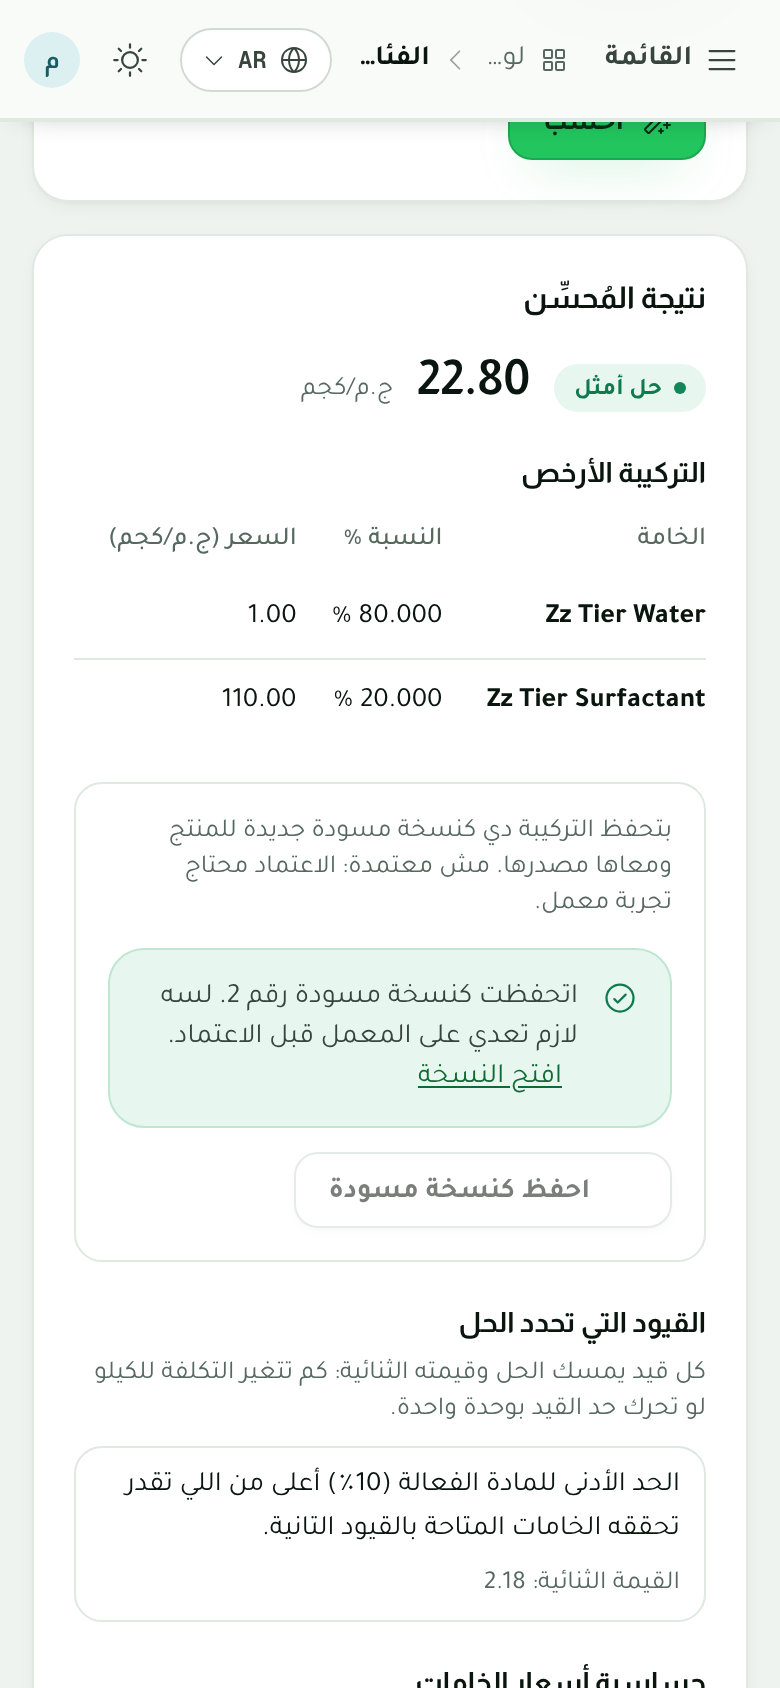 القائمة
لو...
الفئا...
AR
م
احسب
نتيجة المُحسِّن
حل أمثل
22.80 ج.م/كجم
التركيبة الأرخص
الخامة النسبة % السعر (ج.م/كجم)
Zz Tier Water 80.000 % 1.00
Zz Tier Surfactant 20.000 % 110.00
بتحفظ التركيبة دي كنسخة مسودة جديدة للمنتج
ومعاها مصدرها. مش معتمدة: الاعتماد محتاج
تجربة معمل.
اتحفظت كنسخة مسودة رقم 2. لسه
لازم تعدي على المعمل قبل الاعتماد.
افتح النسخة
احفظ كنسخة مسودة
القيود التي تحدد الحل
كل قيد يمسك الحل وقيمته الثنائية: كم تتغير التكلفة للكيلو
لو تحرك حد القيد بوحدة واحدة.
الحد الأدنى للمادة الفعالة (10٪) أعلى من اللي تقدر
تحققه الخامات المتاحة بالقيود التانية.
القيمة الثنائية: 2.18
حساسية أسعار الخامات